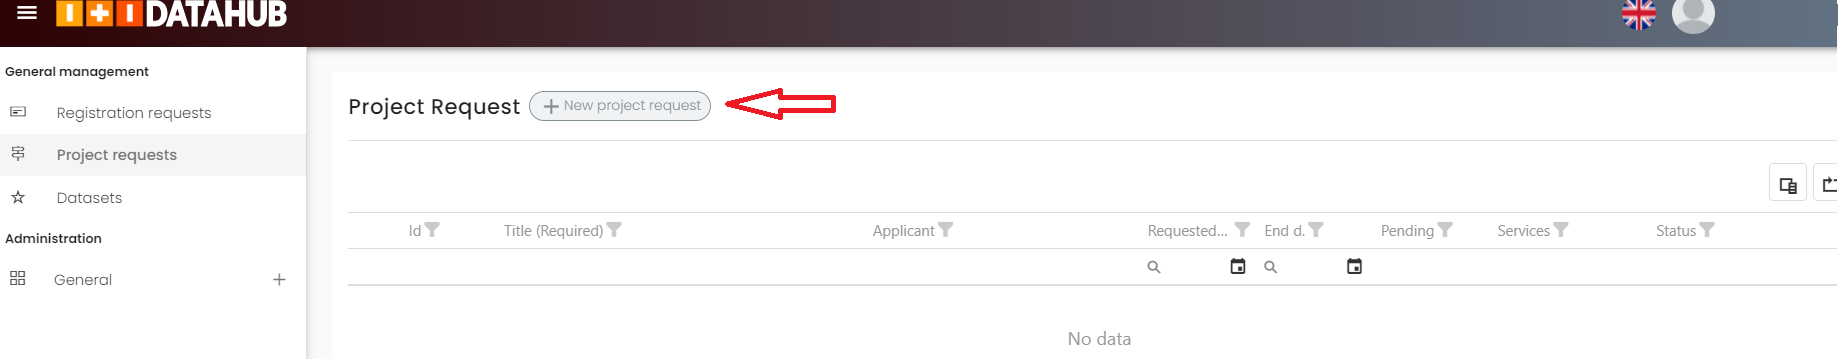 I+I DATAHUB
General management
Registration requests
Project requests
Datasets
Administration
General
Project Request
New project request
Id
Title (Required)
Applicant
Requested...
End d.
Pending
Services
Status
No data